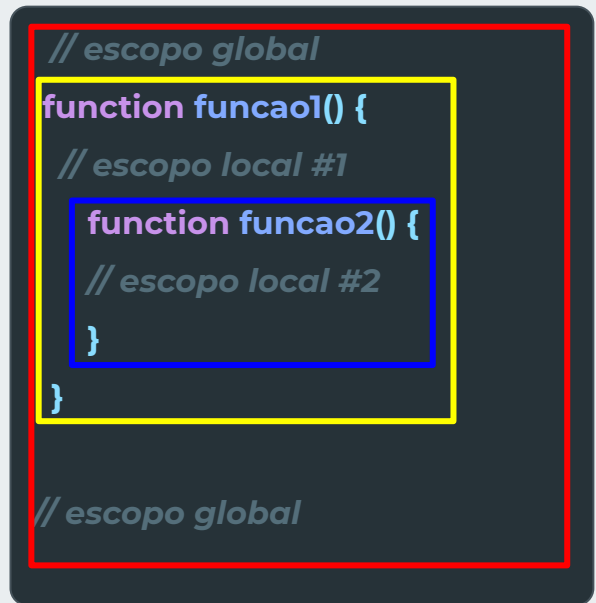 // escopo global
function funcao1() {
// escopo local #1
function funcao2() {
// escopo local #2
}
}
// escopo global